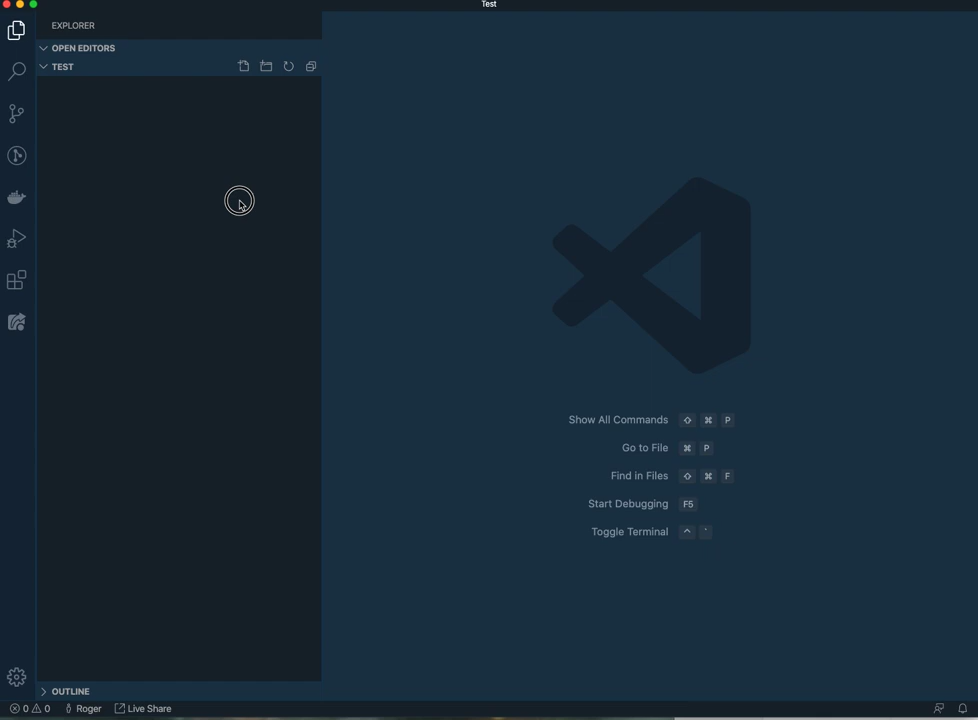 Test
EXPLORER
OPEN EDITORS
TEST
Show All Commands ⇧ ⌘ P
Go to File ⌘ P
Find in Files ⇧ ⌘ F
Start Debugging F5
Toggle Terminal ^ `
OUTLINE
0 0 Roger Live Share